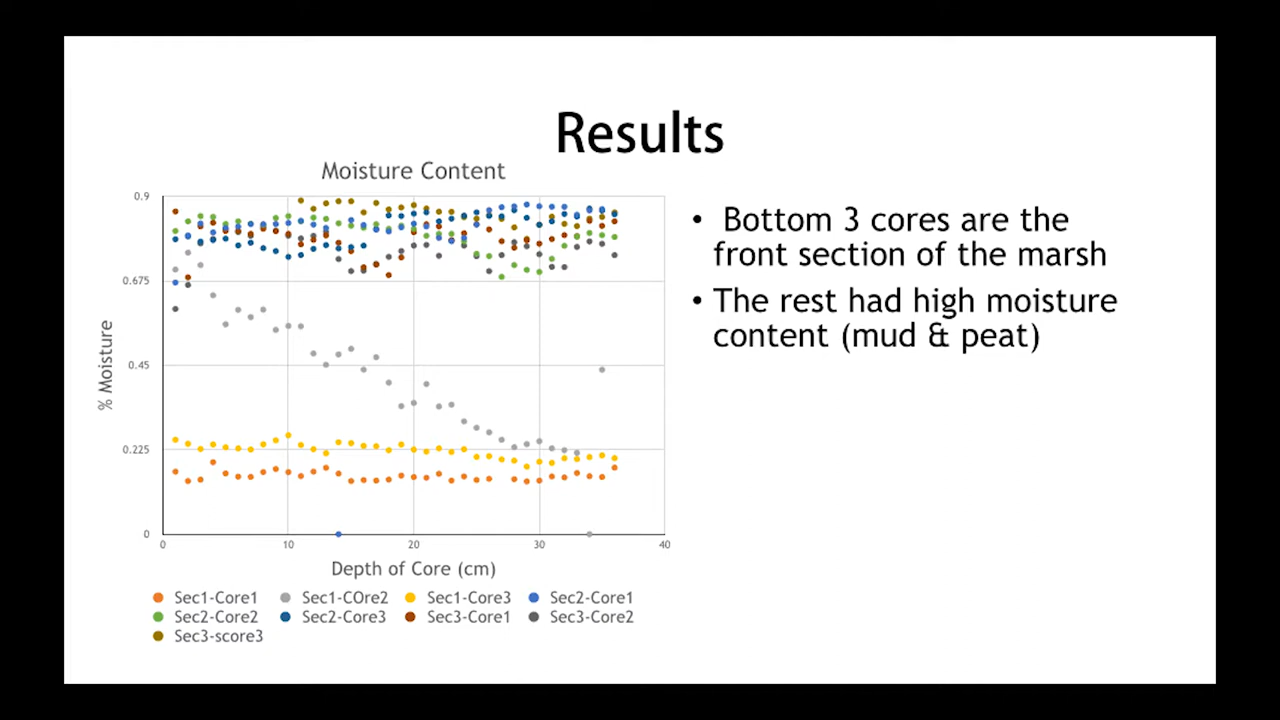 Results
Moisture Content
0.9
0.675
0.45
0.225
0
% Moisture
0 10 20 30 40
Depth of Core (cm)
Sec1-Core1 Sec1-COre2 Sec1-Core3 Sec2-Core1
Sec2-Core2 Sec2-Core3 Sec3-Core1 Sec3-Core2
Sec3-score3
• Bottom 3 cores are the
front section of the marsh
• The rest had high moisture
content (mud & peat)